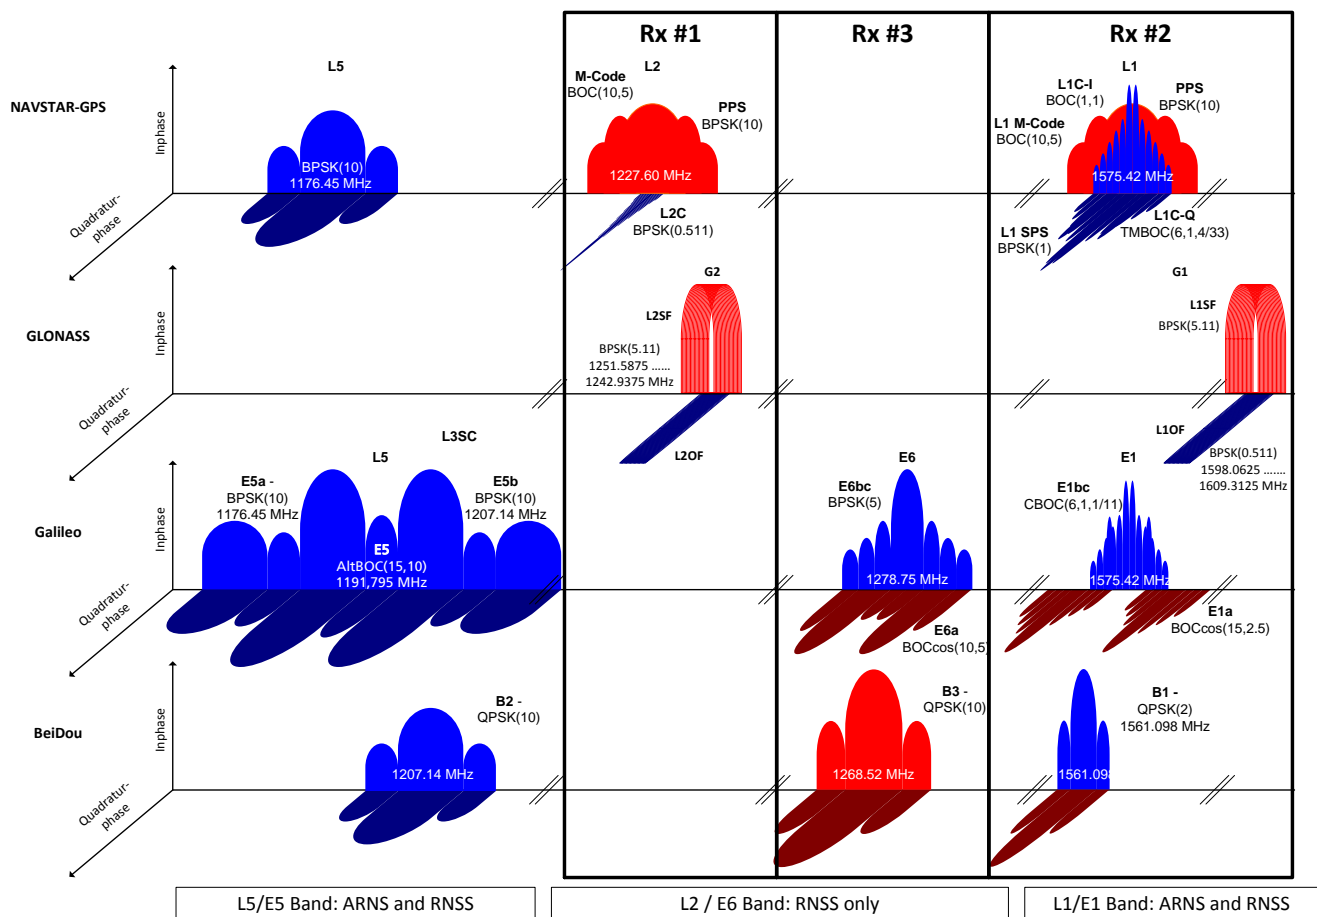 Rx #1
Rx #3
Rx #2
NAVSTAR-GPS
Inphase
Quadratur-
phase
L5
BPSK(10)
1176.45 MHz
L2
M-Code
BOC(10,5)
PPS
BPSK(10)
1227.60 MHz
L2C
BPSK(0.511)
L1
L1C-I
BOC(1,1)
PPS
BPSK(10)
L1 M-Code
BOC(10,5)
1575.42 MHz
L1C-Q
TMBOC(6,1,4/33)
L1 SPS
BPSK(1)
GLONASS
Inphase
Quadratur-
phase
G2
L2SF
BPSK(5.11)
1251.5875 ......
1242.9375 MHz
L2OF
G1
L1SF
BPSK(5.11)
L1OF
BPSK(0.511)
1598.0625 .......
1609.3125 MHz
Galileo
Inphase
Quadratur-
phase
L3SC
L5
E5a -
BPSK(10)
1176.45 MHz
E5b
BPSK(10)
1207.14 MHz
E5
AltBOC(15,10)
1191,795 MHz
E6
E6bc
BPSK(5)
1278.75 MHz
E6a
BOCcos(10,5)
E1
E1bc
CBOC(6,1,1/11)
1575.42 MHz
E1a
BOCcos(15,2.5)
BeiDou
Inphase
Quadratur-
phase
B2 -
QPSK(10)
1207.14 MHz
B3 -
QPSK(10)
1268.52 MHz
B1 -
QPSK(2)
1561.098 MHz
1561.098
L5/E5 Band: ARNS and RNSS
L2 / E6 Band: RNSS only
L1/E1 Band: ARNS and RNSS